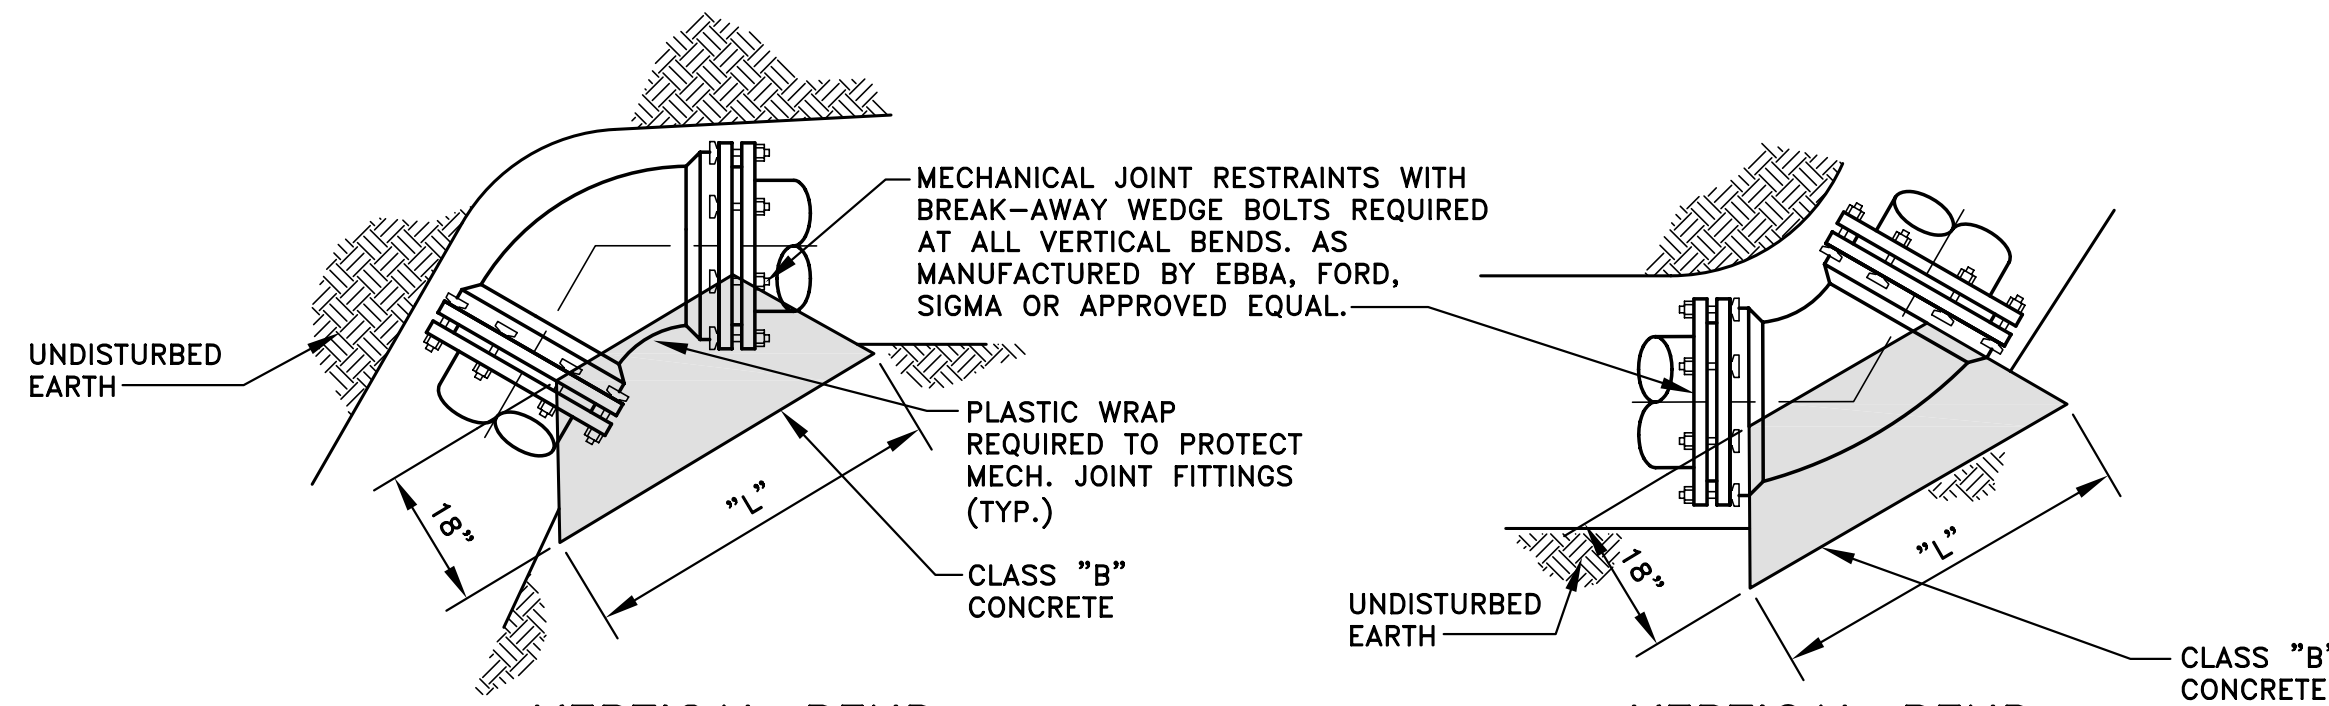 MECHANICAL JOINT RESTRAINTS WITH
BREAK-AWAY WEDGE BOLTS REQUIRED
AT ALL VERTICAL BENDS. AS
MANUFACTURED BY EBBA, FORD,
SIGMA OR APPROVED EQUAL.
UNDISTURBED
EARTH
PLASTIC WRAP
REQUIRED TO PROTECT
MECH. JOINT FITTINGS
(TYP.)
18”
”L”
CLASS ”B”
CONCRETE
UNDISTURBED
EARTH
18”
”L”
CLASS ”B”
CONCRETE